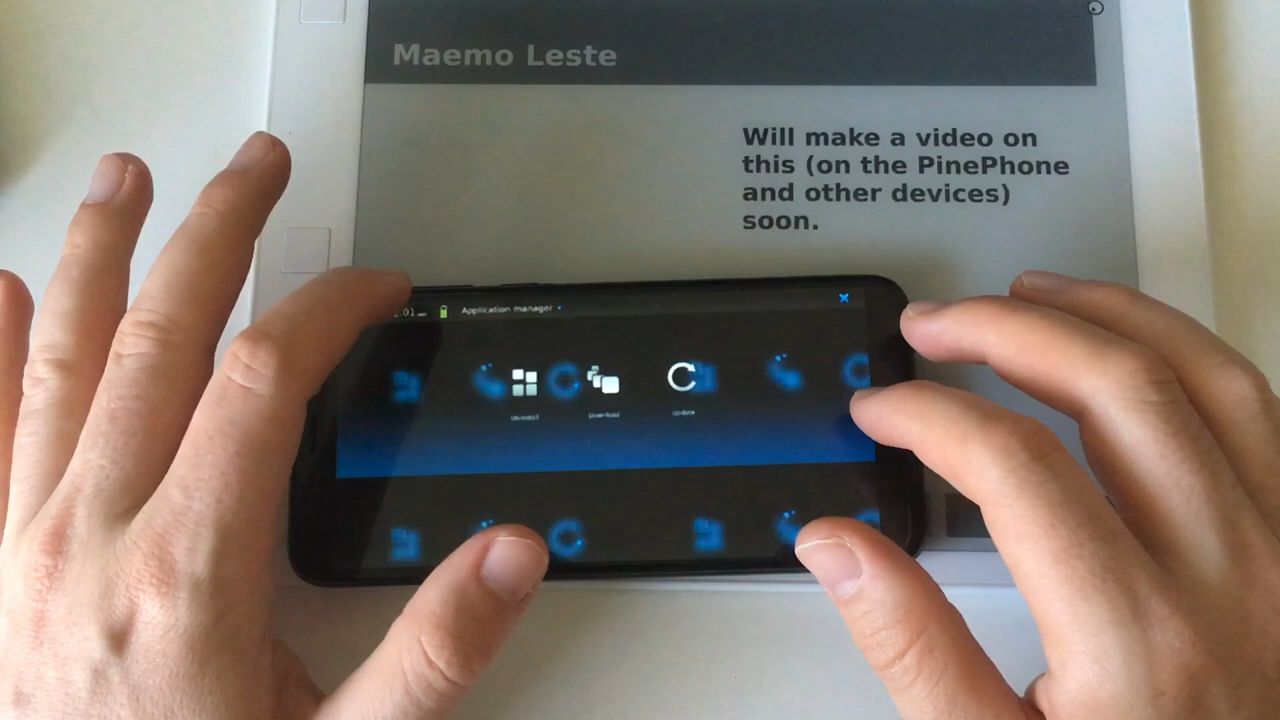 Maemo Leste
Will make a video on
this (on the PinePhone
and other devices)
soon.
Application manager
Uninstall
Download
Update